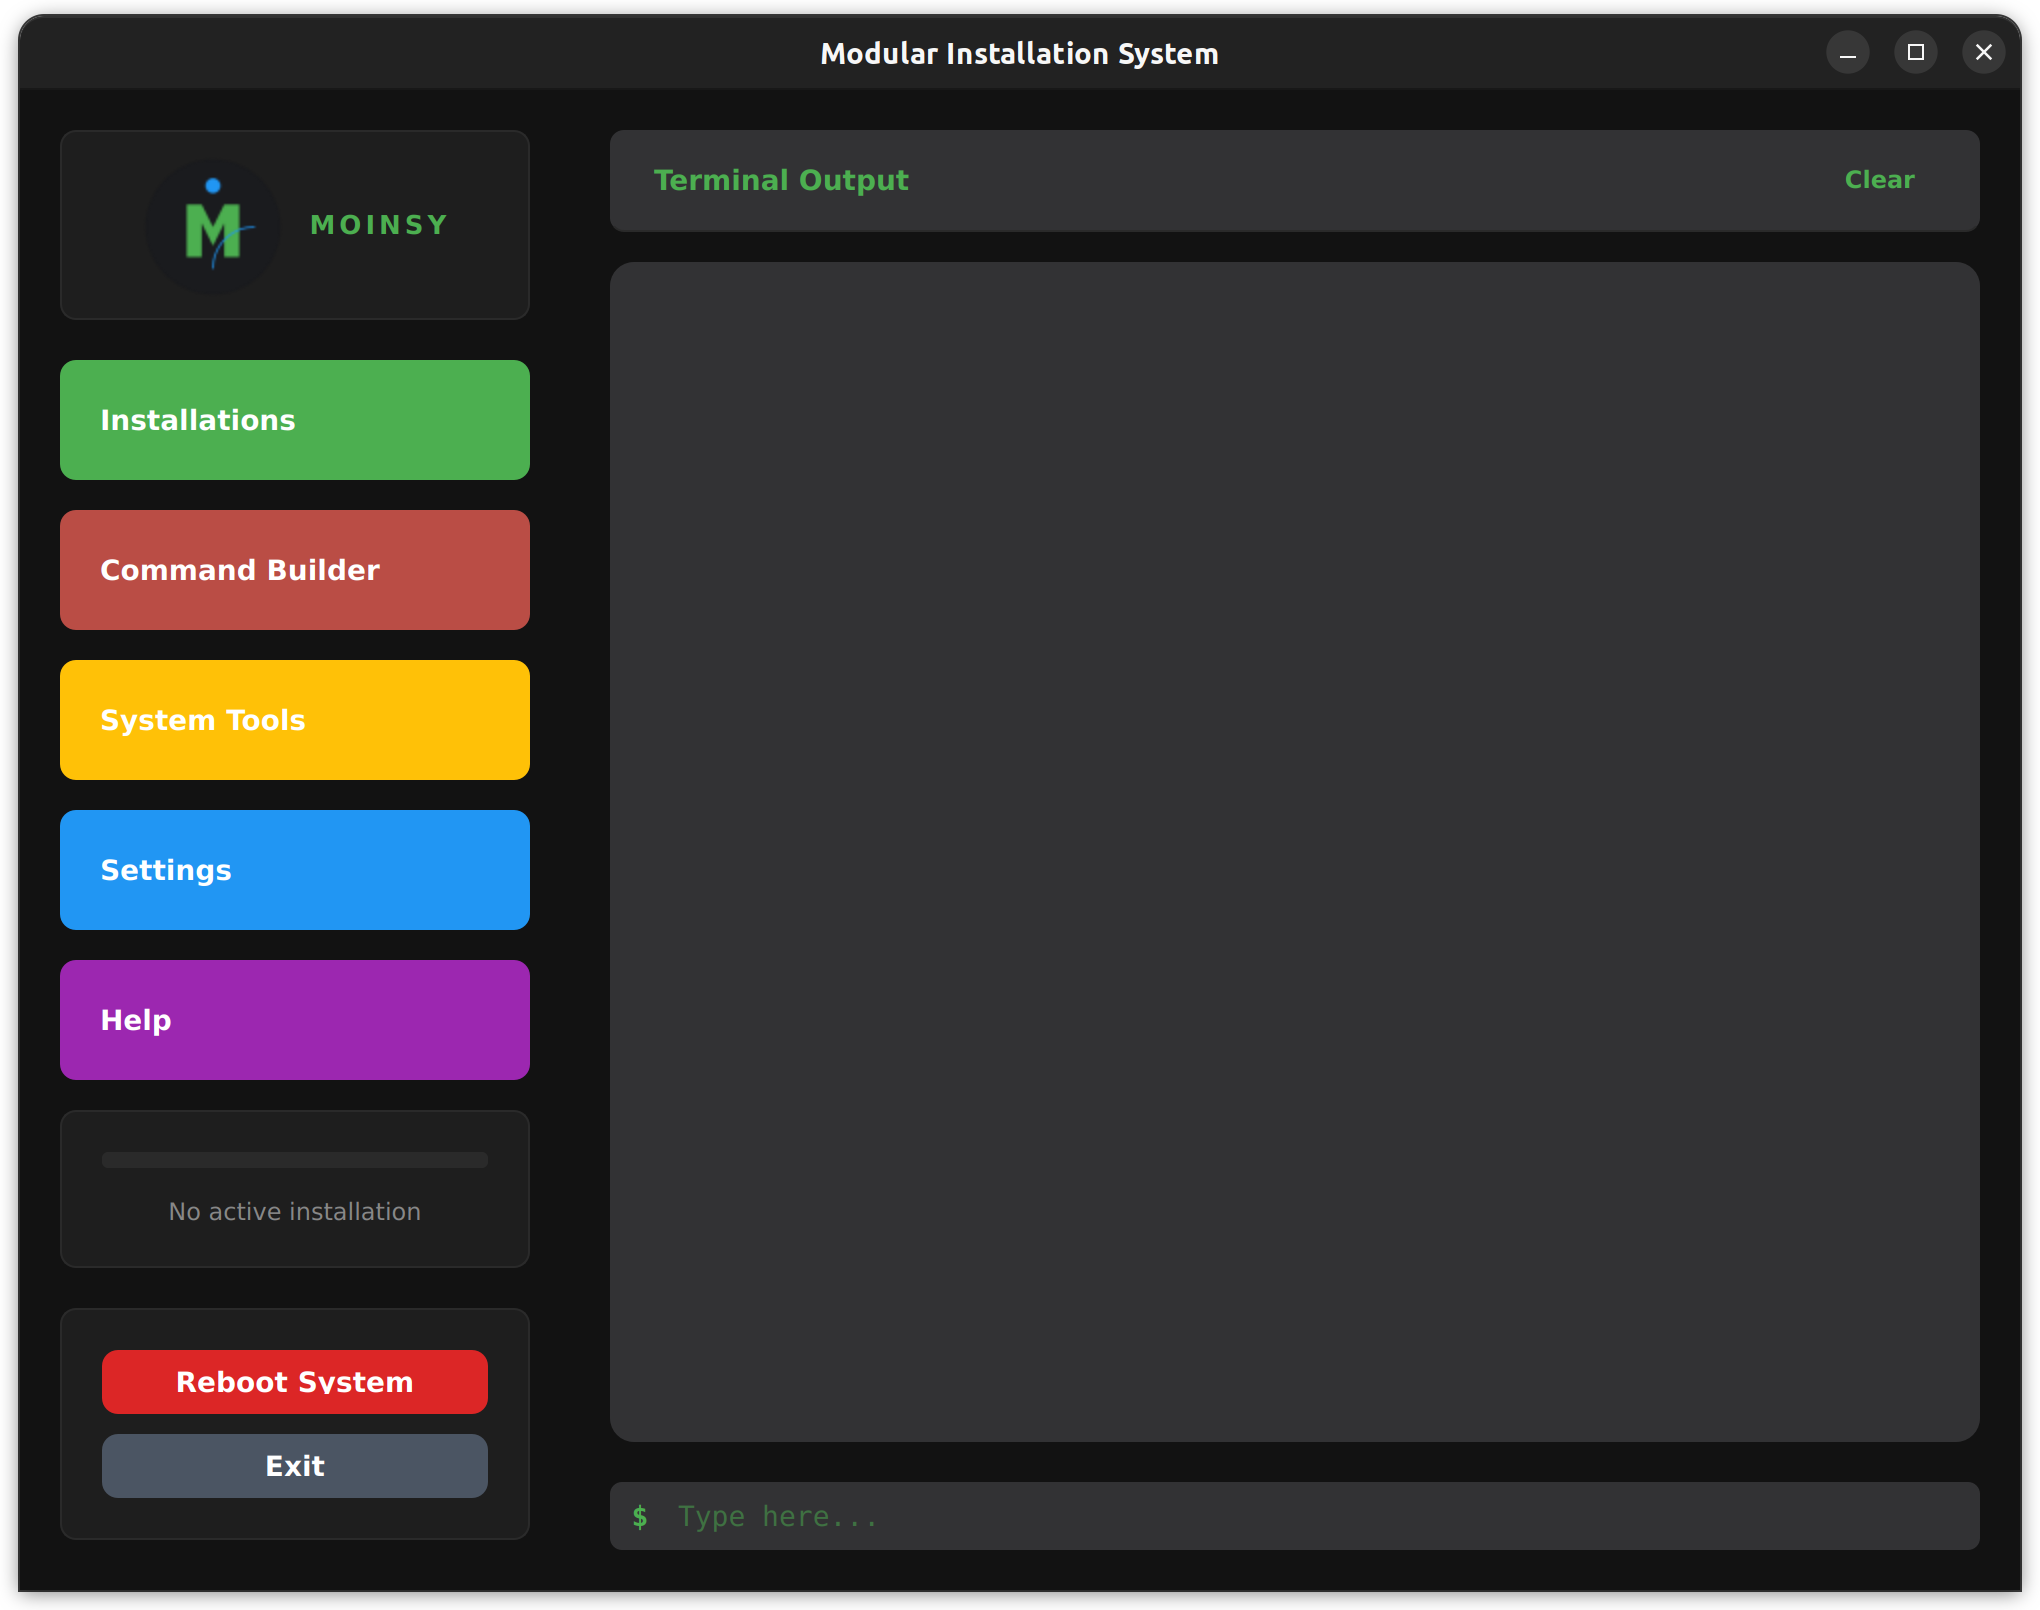 Modular Installation System
M
MOINSY
Installations
Command Builder
System Tools
Settings
Help
No active installation
Reboot System
Exit
Terminal Output
Clear
$ Type here...